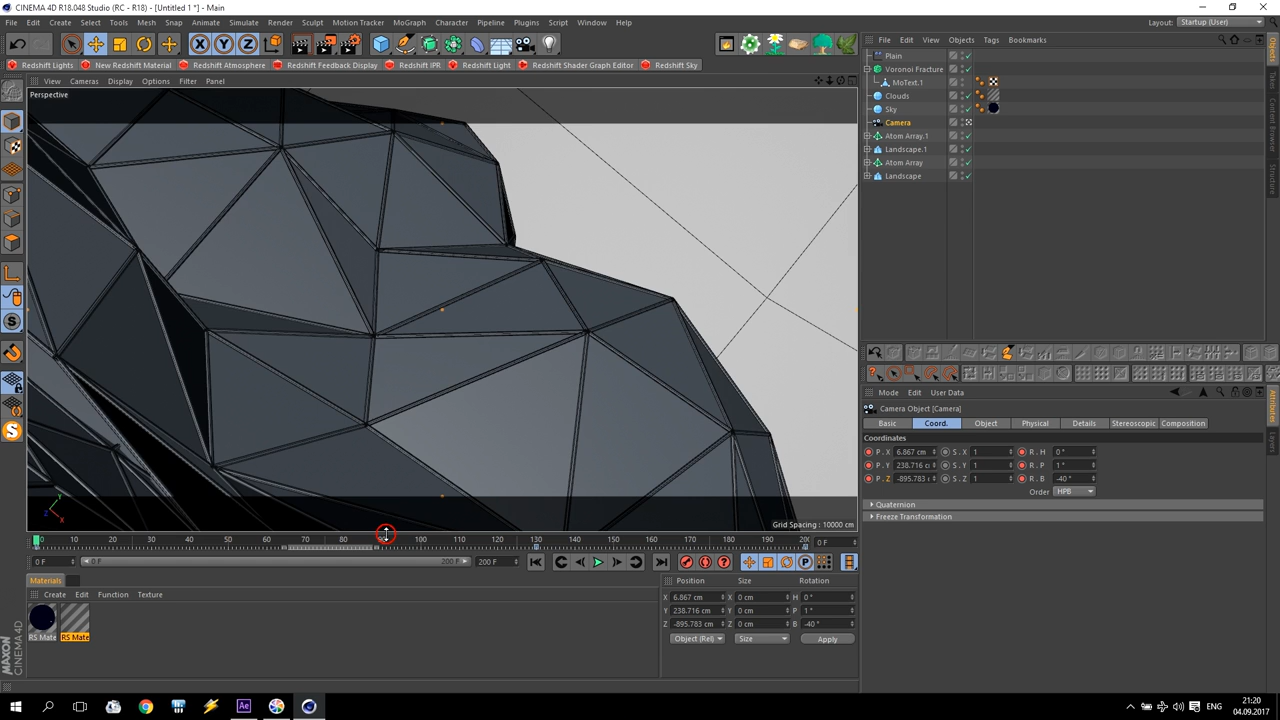 CINEMA 4D R18.048 Studio (RC - R18) - [Untitled 1 *] - Main
File Edit Create Select Tools Mesh Snap Animate Simulate Render Sculpt Motion Tracker MoGraph Character Pipeline Plugins Script Window Help
Layout: Startup (User)
File Edit View Objects Tags Bookmarks
Redshift Lights New Redshift Material Redshift Atmosphere Redshift Feedback Display Redshift IPR Redshift Light Redshift Shader Graph Editor Redshift Sky
View Cameras Display Options Filter Panel
Perspective
Plain
Voronoi Fracture
MoText.1
Clouds
Sky
Camera
Atom Array.1
Landscape.1
Atom Array
Landscape
Objects
Takes
Content Browser
Structure
Mode Edit User Data
Camera Object [Camera]
Basic Coord. Object Physical Details Stereoscopic Composition
Coordinates
P . X 6.867 cm S . X 1 R . H 0 °
P . Y 238.716 c S . Y 1 R . P 1 °
P . Z -895.783 c S . Z 1 R . B -40 °
Order HPB
Quaternion
Freeze Transformation
Attributes
Layers
Grid Spacing : 10000 cm
Y
Z
X
0 10 20 30 40 50 60 70 80 90 100 110 120 130 140 150 160 170 180 190 200 0 F
0 F 0 F 200 F 200 F
Materials
Create Edit Function Texture
RS Mate RS Mate
Position Size Rotation
X 6.867 cm X 0 cm H 0 °
Y 238.716 cm Y 0 cm P 1 °
Z -895.783 cm Z 0 cm B -40 °
Object (Rel) Size Apply
MAXON
CINEMA 4D
Ae
ENG
21:20
04.09.2017